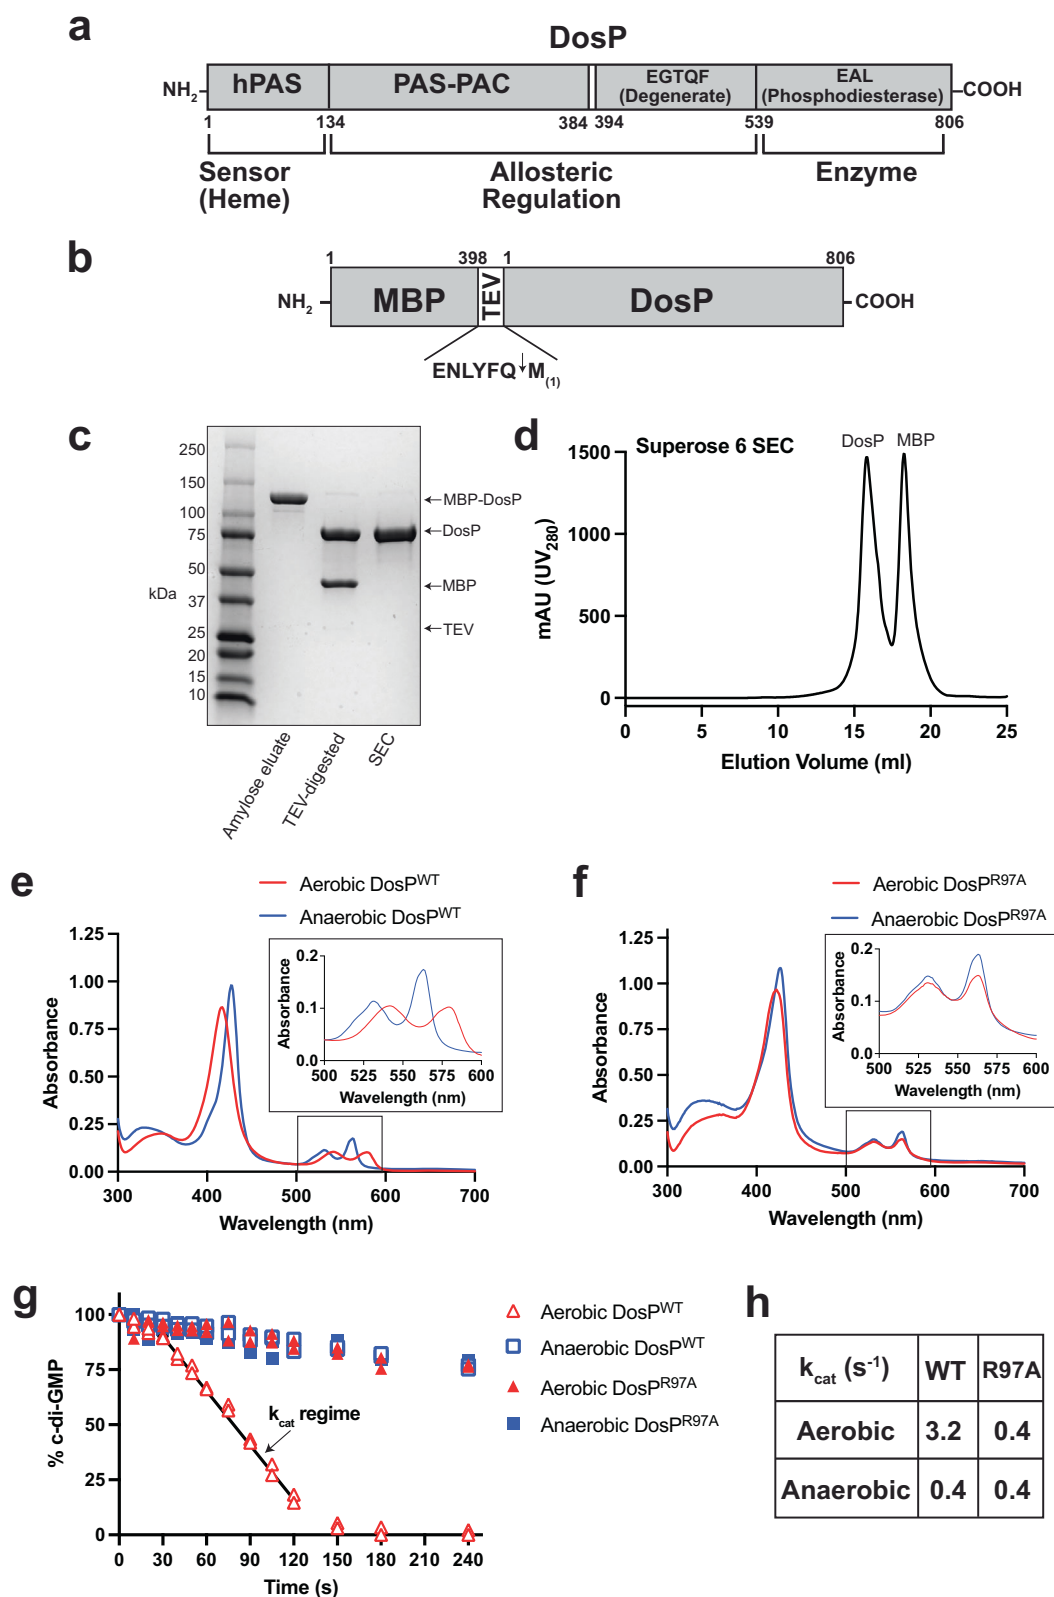 a
DosP
NH2
hPAS
PAS-PAC
EGTQF
(Degenerate)
EAL
(Phosphodiesterase)
COOH
1
134
384
394
539
806
Sensor
(Heme)
Allosteric
Regulation
Enzyme
b
1
398
1
806
NH2
MBP
TEV
DosP
COOH
ENLYFQ↓M(1)
c
250
150
100
75
50
kDa
37
25
20
15
10
MBP-DosP
DosP
MBP
TEV
Amylose eluate
TEV-digested
SEC
d
Superose 6 SEC
DosP
MBP
mAU (UV280)
1500
1000
500
0
0 5 10 15 20 25
Elution Volume (ml)
e
Aerobic DosPWT
Anaerobic DosPWT
Absorbance
1.25
1.00
0.75
0.50
0.25
0.00
300 400 500 600 700
Wavelength (nm)
Absorbance
0.2
0.1
0.0
500 525 550 575 600
Wavelength (nm)
f
Aerobic DosPR97A
Anaerobic DosPR97A
Absorbance
1.25
1.00
0.75
0.50
0.25
0.00
300 400 500 600 700
Wavelength (nm)
Absorbance
0.2
0.1
0.0
500 525 550 575 600
Wavelength (nm)
g
% c-di-GMP
100
75
50
25
0
0 30 60 90 120 150 180 210 240
Time (s)
kcat regime
Aerobic DosPWT
Anaerobic DosPWT
Aerobic DosPR97A
Anaerobic DosPR97A
h
kcat (s-1) WT R97A
Aerobic 3.2 0.4
Anaerobic 0.4 0.4